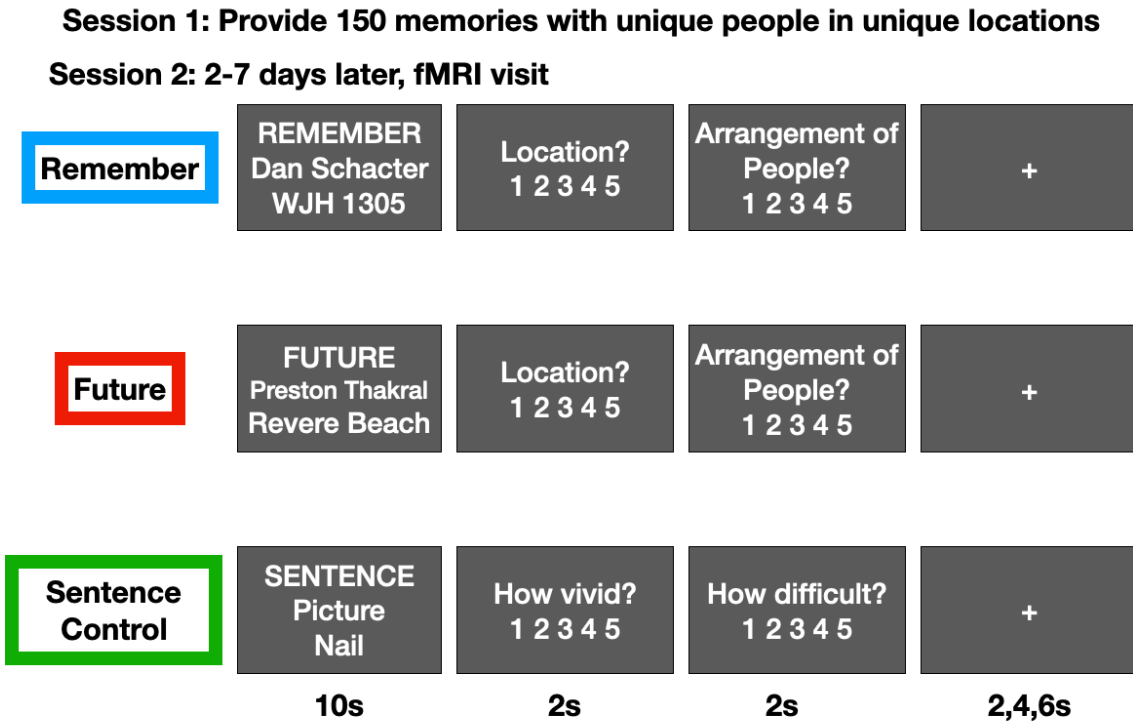 Session 1: Provide 150 memories with unique people in unique locations
Session 2: 2-7 days later, fMRI visit
Remember
REMEMBER
Dan Schacter
WJH 1305
Location?
1 2 3 4 5
Arrangement of
People?
1 2 3 4 5
+
Future
FUTURE
Preston Thakral
Revere Beach
Location?
1 2 3 4 5
Arrangement of
People?
1 2 3 4 5
+
Sentence
Control
SENTENCE
Picture
Nail
How vivid?
1 2 3 4 5
How difficult?
1 2 3 4 5
+
10s
2s
2s
2,4,6s